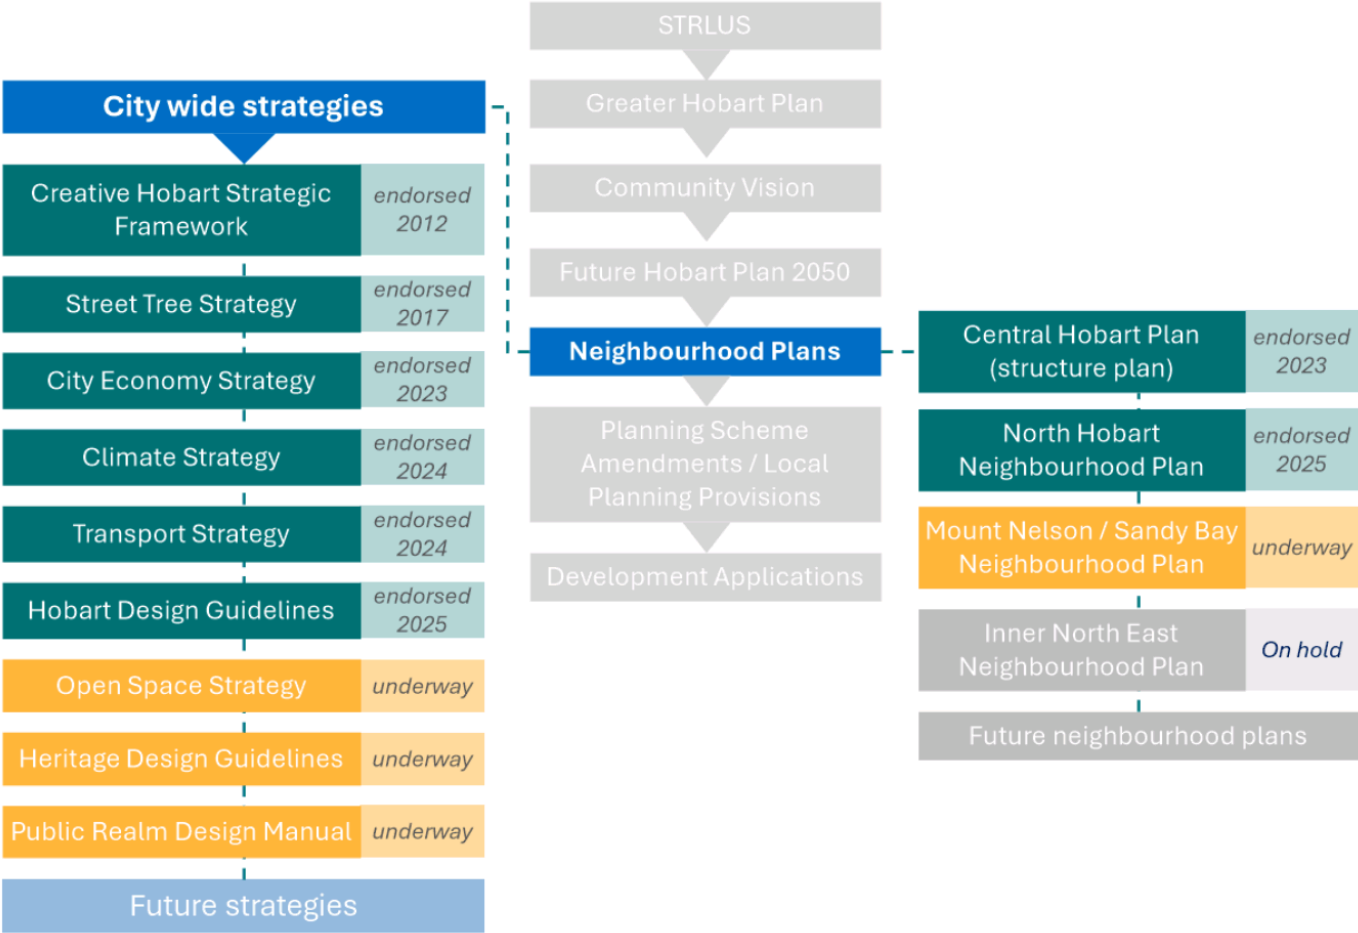 City wide strategies
Creative Hobart Strategic
Framework
endorsed
2012
Street Tree Strategy
endorsed
2017
City Economy Strategy
endorsed
2023
Climate Strategy
endorsed
2024
Transport Strategy
endorsed
2024
Hobart Design Guidelines
endorsed
2025
Open Space Strategy
underway
Heritage Design Guidelines
underway
Public Realm Design Manual
underway
Future strategies
STRLUS
Greater Hobart Plan
Community Vision
Future Hobart Plan 2050
Neighbourhood Plans
Planning Scheme
Amendments / Local
Planning Provisions
Development Applications
Central Hobart Plan
(structure plan)
endorsed
2023
North Hobart
Neighbourhood Plan
endorsed
2025
Mount Nelson / Sandy Bay
Neighbourhood Plan
underway
Inner North East
Neighbourhood Plan
On hold
Future neighbourhood plans